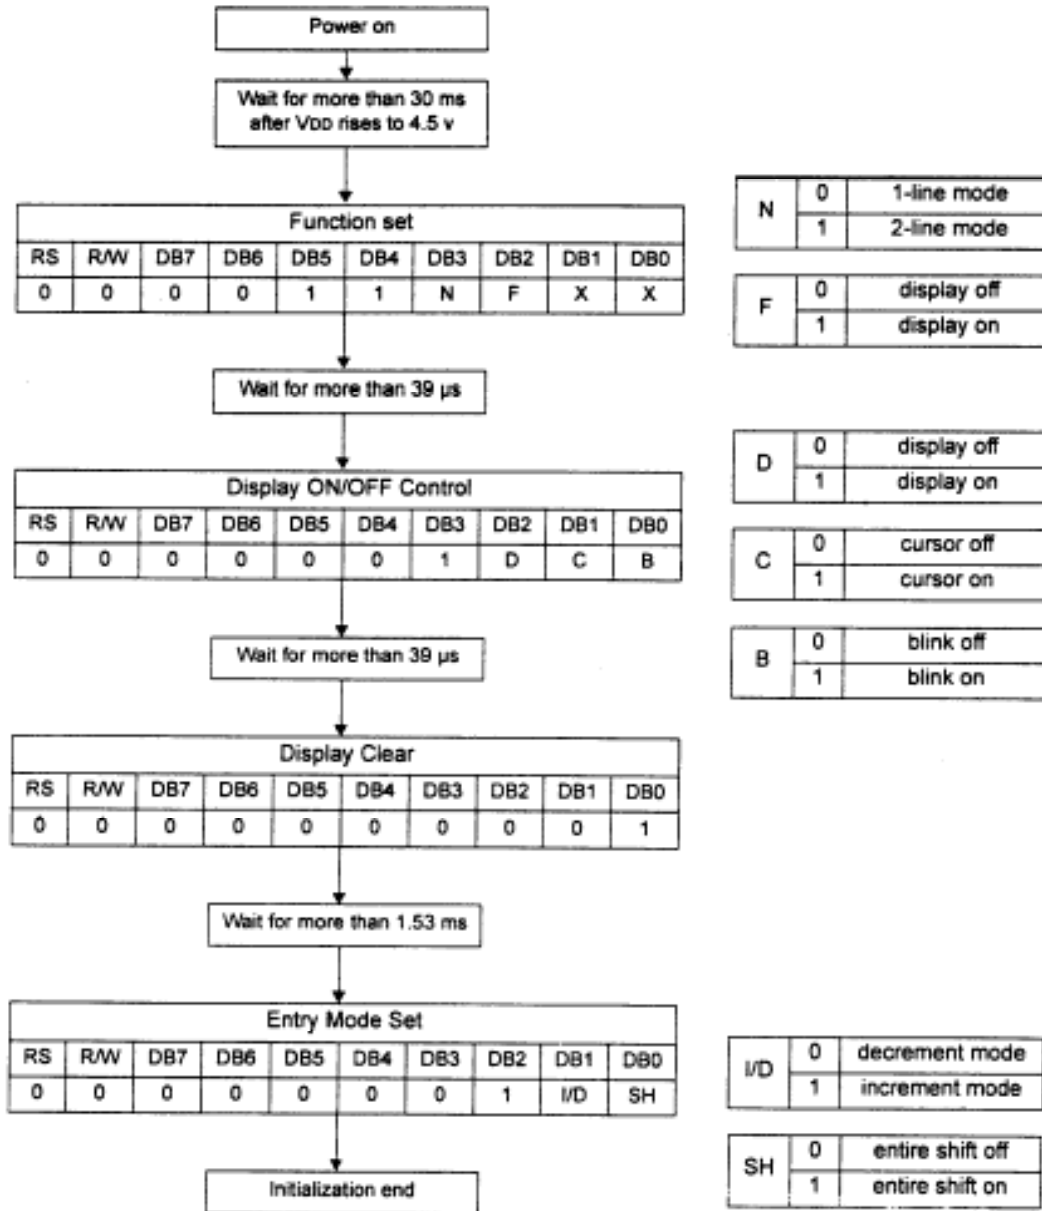 Power on
Wait for more than 30 ms
after VDD rises to 4.5 v
Function set
RS R/W DB7 DB6 DB5 DB4 DB3 DB2 DB1 DB0
0 0 0 0 1 1 N F X X
N 0 1-line mode
1 2-line mode
F 0 display off
1 display on
Wait for more than 39 µs
Display ON/OFF Control
RS R/W DB7 DB6 DB5 DB4 DB3 DB2 DB1 DB0
0 0 0 0 0 0 1 D C B
D 0 display off
1 display on
C 0 cursor off
1 cursor on
B 0 blink off
1 blink on
Wait for more than 39 µs
Display Clear
RS R/W DB7 DB6 DB5 DB4 DB3 DB2 DB1 DB0
0 0 0 0 0 0 0 0 0 1
Wait for more than 1.53 ms
Entry Mode Set
RS R/W DB7 DB6 DB5 DB4 DB3 DB2 DB1 DB0
0 0 0 0 0 0 0 1 I/D SH
I/D 0 decrement mode
1 increment mode
SH 0 entire shift off
1 entire shift on
Initialization end